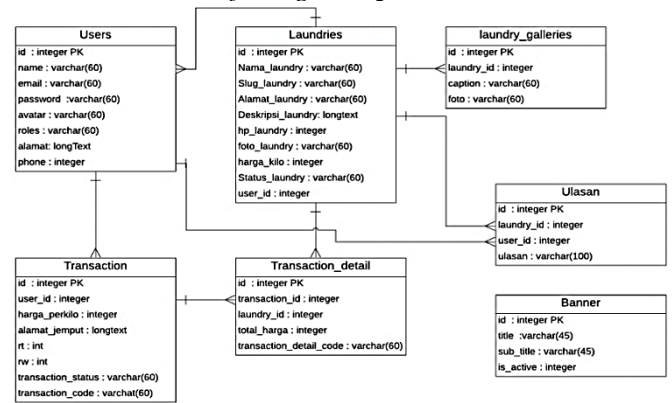 Users
id : integer PK
name : varchar(60)
email : varchar(60)
password :varchar(60)
avatar : varchar(60)
roles : varchar(60)
alamat: longText
phone : integer
Laundries
id : integer PK
Nama_laundry : varchar(60)
Slug_laundry : varchar(60)
Alamat_laundry : varchar(60)
Deskripsi_laundry: longtext
hp_laundry : integer
foto_laundry : varchar(60)
harga_kilo : integer
Status_laundry : varchar(60)
user_id : integer
laundry_galleries
id : integer PK
laundry_id : integer
caption : varchar(60)
foto : varchar(60)
Ulasan
id : integer PK
laundry_id : integer
user_id : integer
ulasan : varchar(100)
Transaction
id : integer PK
user_id : integer
harga_perkilo : integer
alamat_jemput : longtext
rt : int
rw : int
transaction_status : varchar(60)
transaction_code : varchat(60)
Transaction_detail
id : integer PK
transaction_id : integer
laundry_id : integer
total_harga : integer
transaction_detail_code : varchar(60)
Banner
id : integer PK
title :varchar(45)
sub_title : varchar(45)
is_active : integer